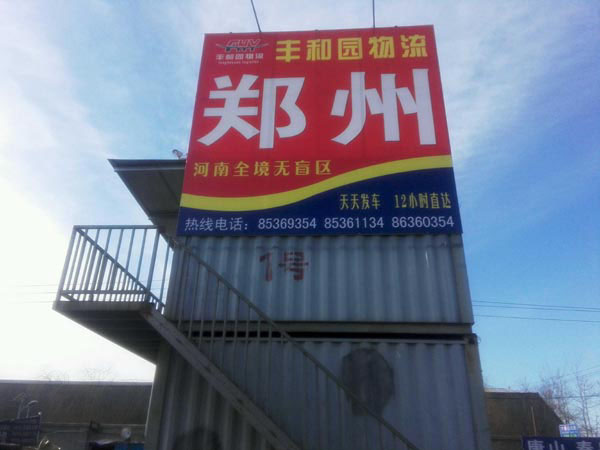 丰和园物流
丰和园物流
郑州
河南全境无盲区
天天发车 12小时直达
热线电话：85369354 85361134 86360354
1号
唐山